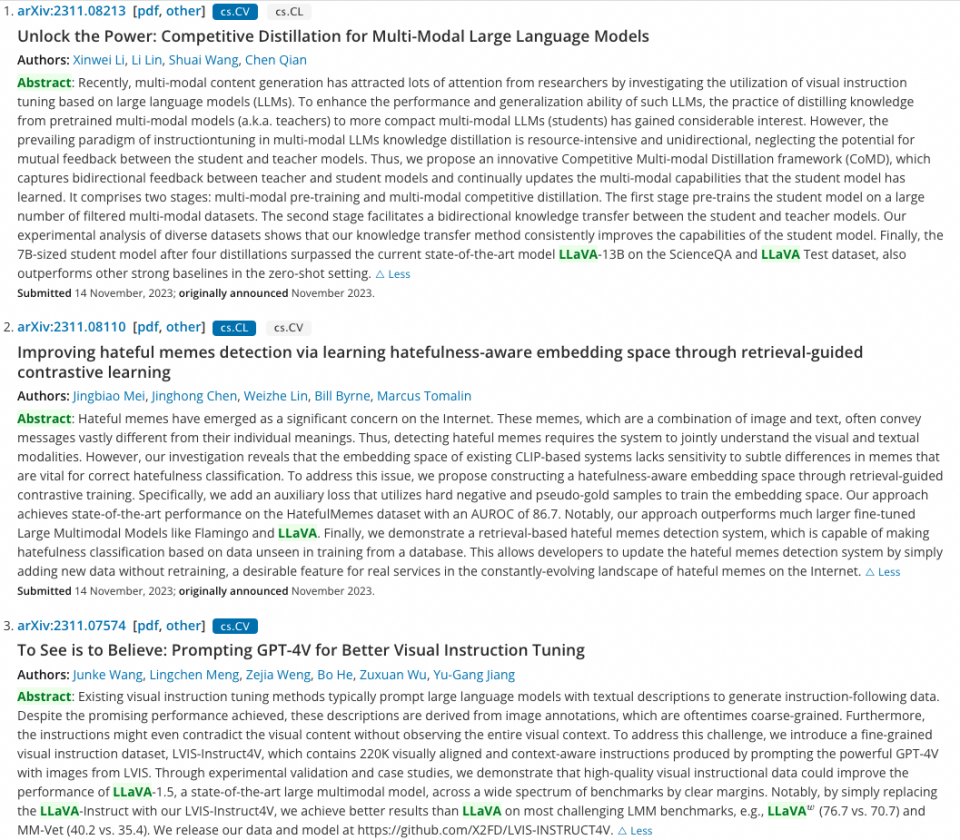 1. arXiv:2311.08213 [pdf, other] cs.CV cs.CL
Unlock the Power: Competitive Distillation for Multi-Modal Large Language Models
Authors: Xinwei Li, Li Lin, Shuai Wang, Chen Qian
Abstract: Recently, multi-modal content generation has attracted lots of attention from researchers by investigating the utilization of visual instruction
tuning based on large language models (LLMs). To enhance the performance and generalization ability of such LLMs, the practice of distilling knowledge
from pretrained multi-modal models (a.k.a. teachers) to more compact multi-modal LLMs (students) has gained considerable interest. However, the
prevailing paradigm of instructiontuning in multi-modal LLMs knowledge distillation is resource-intensive and unidirectional, neglecting the potential for
mutual feedback between the student and teacher models. Thus, we propose an innovative Competitive Multi-modal Distillation framework (CoMD), which
captures bidirectional feedback between teacher and student models and continually updates the multi-modal capabilities that the student model has
learned. It comprises two stages: multi-modal pre-training and multi-modal competitive distillation. The first stage pre-trains the student model on a large
number of filtered multi-modal datasets. The second stage facilitates a bidirectional knowledge transfer between the student and teacher models. Our
experimental analysis of diverse datasets shows that our knowledge transfer method consistently improves the capabilities of the student model. Finally, the
7B-sized student model after four distillations surpassed the current state-of-the-art model LLaVA-13B on the ScienceQA and LLaVA Test dataset, also
outperforms other strong baselines in the zero-shot setting. △ Less
Submitted 14 November, 2023; originally announced November 2023.
2. arXiv:2311.08110 [pdf, other] cs.CL cs.CV
Improving hateful memes detection via learning hatefulness-aware embedding space through retrieval-guided
contrastive learning
Authors: Jingbiao Mei, Jinghong Chen, Weizhe Lin, Bill Byrne, Marcus Tomalin
Abstract: Hateful memes have emerged as a significant concern on the Internet. These memes, which are a combination of image and text, often convey
messages vastly different from their individual meanings. Thus, detecting hateful memes requires the system to jointly understand the visual and textual
modalities. However, our investigation reveals that the embedding space of existing CLIP-based systems lacks sensitivity to subtle differences in memes that
are vital for correct hatefulness classification. To address this issue, we propose constructing a hatefulness-aware embedding space through retrieval-guided
contrastive training. Specifically, we add an auxiliary loss that utilizes hard negative and pseudo-gold samples to train the embedding space. Our approach
achieves state-of-the-art performance on the HatefulMemes dataset with an AUROC of 86.7. Notably, our approach outperforms much larger fine-tuned
Large Multimodal Models like Flamingo and LLaVA. Finally, we demonstrate a retrieval-based hateful memes detection system, which is capable of making
hatefulness classification based on data unseen in training from a database. This allows developers to update the hateful memes detection system by simply
adding new data without retraining, a desirable feature for real services in the constantly-evolving landscape of hateful memes on the Internet. △ Less
Submitted 14 November, 2023; originally announced November 2023.
3. arXiv:2311.07574 [pdf, other] cs.CV
To See is to Believe: Prompting GPT-4V for Better Visual Instruction Tuning
Authors: Junke Wang, Lingchen Meng, Zejia Weng, Bo He, Zuxuan Wu, Yu-Gang Jiang
Abstract: Existing visual instruction tuning methods typically prompt large language models with textual descriptions to generate instruction-following data.
Despite the promising performance achieved, these descriptions are derived from image annotations, which are oftentimes coarse-grained. Furthermore,
the instructions might even contradict the visual content without observing the entire visual context. To address this challenge, we introduce a fine-grained
visual instruction dataset, LVIS-Instruct4V, which contains 220K visually aligned and context-aware instructions produced by prompting the powerful GPT-4V
with images from LVIS. Through experimental validation and case studies, we demonstrate that high-quality visual instructional data could improve the
performance of LLaVA-1.5, a state-of-the-art large multimodal model, across a wide spectrum of benchmarks by clear margins. Notably, by simply replacing
the LLaVA-Instruct with our LVIS-Instruct4V, we achieve better results than LLaVA on most challenging LMM benchmarks, e.g., LLaVAʷ (76.7 vs. 70.7) and
MM-Vet (40.2 vs. 35.4). We release our data and model at https://github.com/X2FD/LVIS-INSTRUCT4V. △ Less